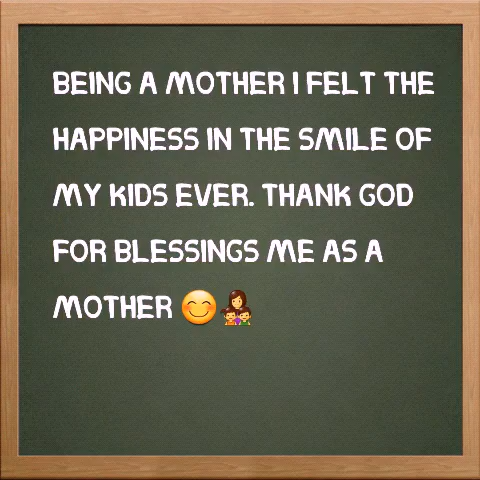 BEING A MOTHER I FELT THE
HAPPINESS IN THE SMILE OF
MY KIDS EVER. THANK GOD
FOR BLESSINGS ME AS A
MOTHER 😊👩‍👧‍👧